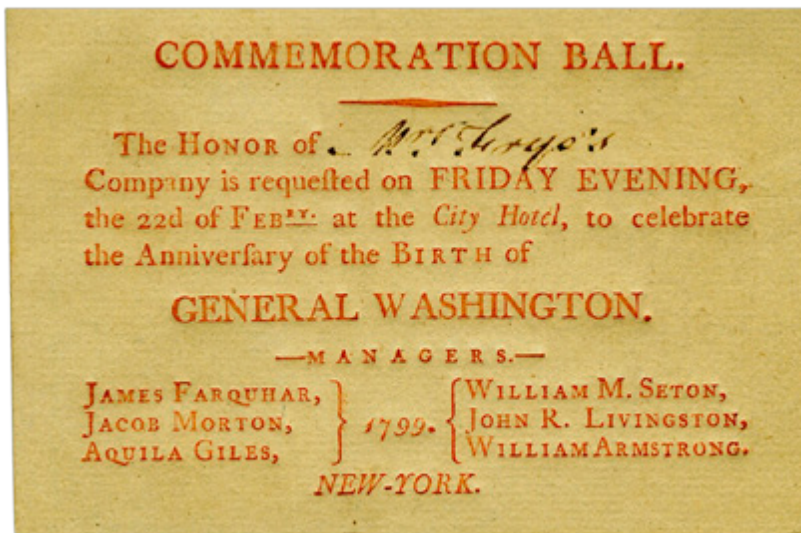 COMMEMORATION BALL.
The HONOR of Mrs.
Company is requeſted on FRIDAY EVENING,
the 22d of FEBRY. at the City Hotel, to celebrate
the Anniverſary of the BIRTH of
GENERAL WASHINGTON.
—MANAGERS.—
JAMES FARQUHAR,
JACOB MORTON,
AQUILA GILES,
1799.
WILLIAM M. SETON,
JOHN R. LIVINGSTON,
WILLIAM ARMSTRONG.
NEW-YORK.